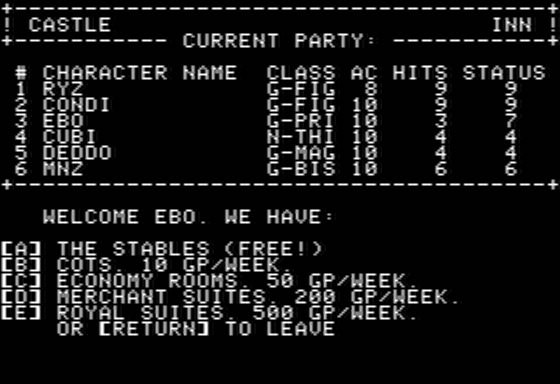 +--------------------------------------+
! CASTLE                           INN !
+----------- CURRENT PARTY: -----------+
 # CHARACTER NAME  CLASS AC HITS STATUS
 1 RYZ             G-FIG  8    9    9
 2 CONDI           G-FIG 10    9    9
 3 EBO             G-PRI 10    3    7
 4 CUBI            N-THI 10    4    4
 5 DEDDO           G-MAG 10    4    4
 6 MNZ             G-BIS 10    6    6
+--------------------------------------+
   WELCOME EBO. WE HAVE:
[A] THE STABLES (FREE!)
[B] COTS. 10 GP/WEEK.
[C] ECONOMY ROOMS. 50 GP/WEEK.
[D] MERCHANT SUITES. 200 GP/WEEK.
[E] ROYAL SUITES. 500 GP/WEEK.
    OR [RETURN] TO LEAVE